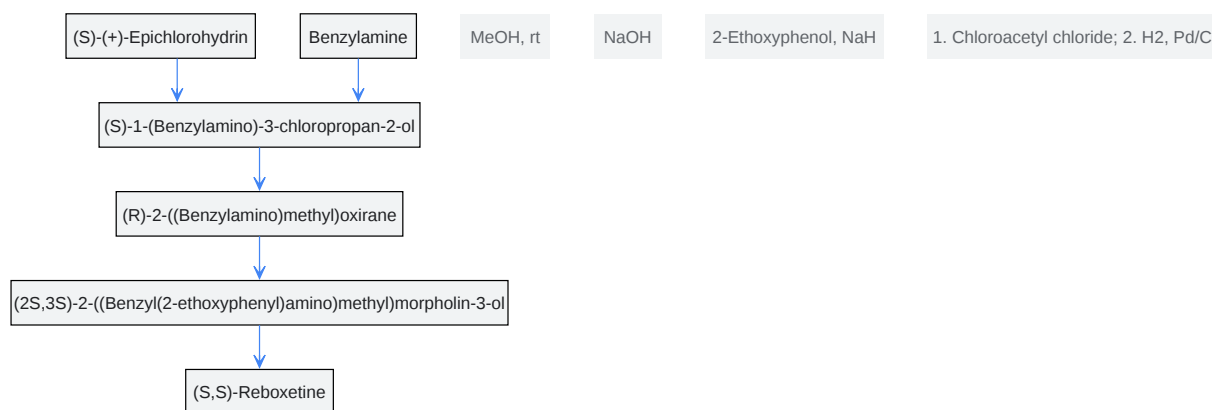 (S)-(+)-Epichlorohydrin
Benzylamine
MeOH, rt
NaOH
2-Ethoxyphenol, NaH
1. Chloroacetyl chloride; 2. H2, Pd/C
(S)-1-(Benzylamino)-3-chloropropan-2-ol
(R)-2-((Benzylamino)methyl)oxirane
(2S,3S)-2-((Benzyl(2-ethoxyphenyl)amino)methyl)morpholin-3-ol
(S,S)-Reboxetine